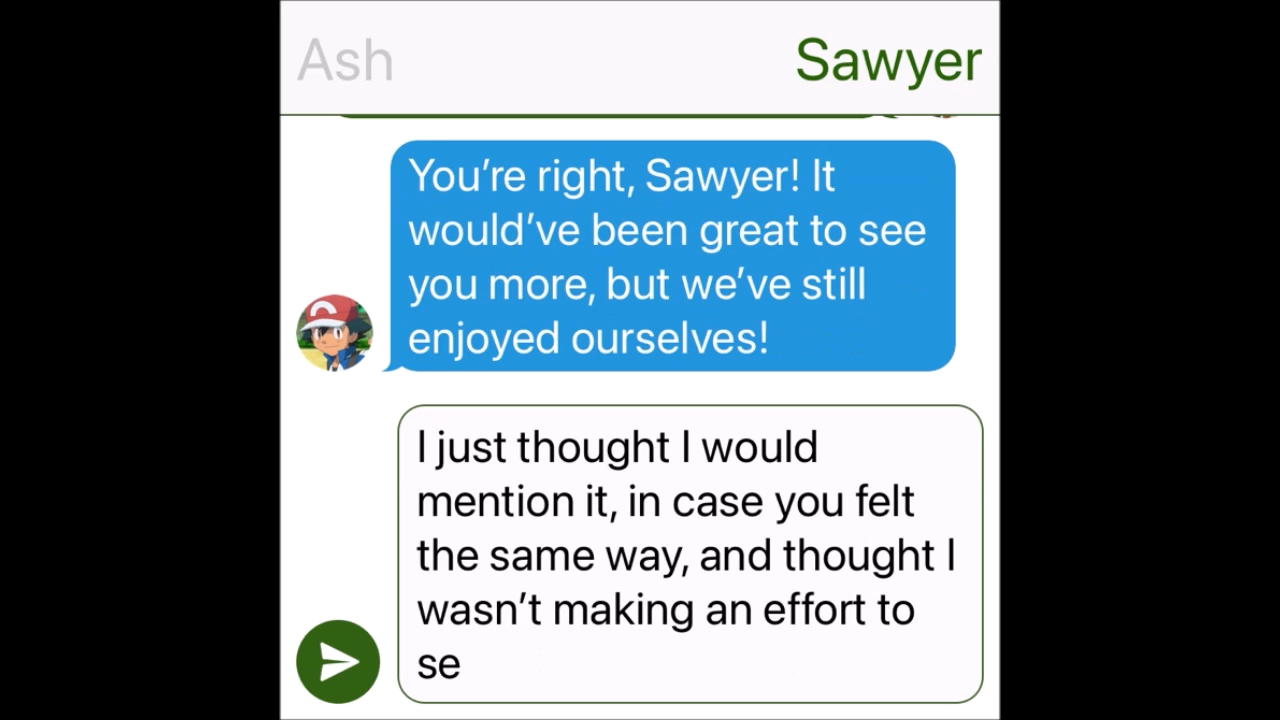 Ash
Sawyer
You’re right, Sawyer! It
would’ve been great to see
you more, but we’ve still
enjoyed ourselves!
I just thought I would
mention it, in case you felt
the same way, and thought I
wasn’t making an effort to
se